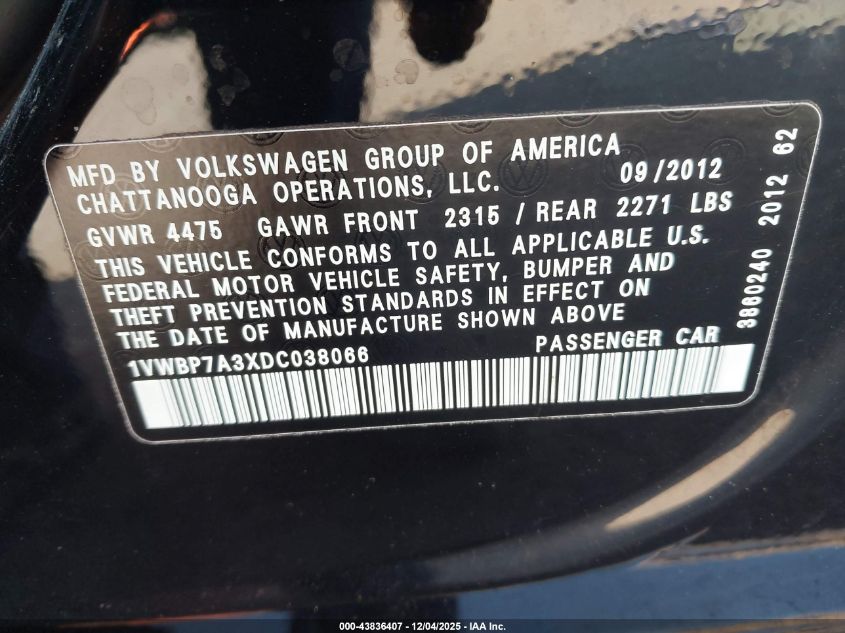 MFD BY VOLKSWAGEN GROUP OF AMERICA
CHATTANOOGA OPERATIONS, LLC. 09/2012
GVWR 4475 GAWR FRONT 2315 / REAR 2271 LBS
THIS VEHICLE CONFORMS TO ALL APPLICABLE U.S.
FEDERAL MOTOR VEHICLE SAFETY, BUMPER AND
THEFT PREVENTION STANDARDS IN EFFECT ON
THE DATE OF MANUFACTURE SHOWN ABOVE
1VWBP7A3XDC038066 PASSENGER CAR
3860240 2012 62
000-43836407 - 12/04/2025 - IAA Inc.